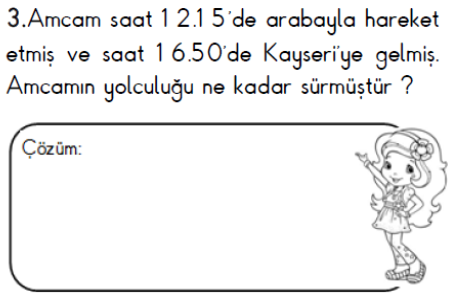 3.Amcam saat 12.15'de arabayla hareket
etmiş ve saat 16.50'de Kayseri'ye gelmiş.
Amcamın yolculuğu ne kadar sürmüştür ?
Çözüm: